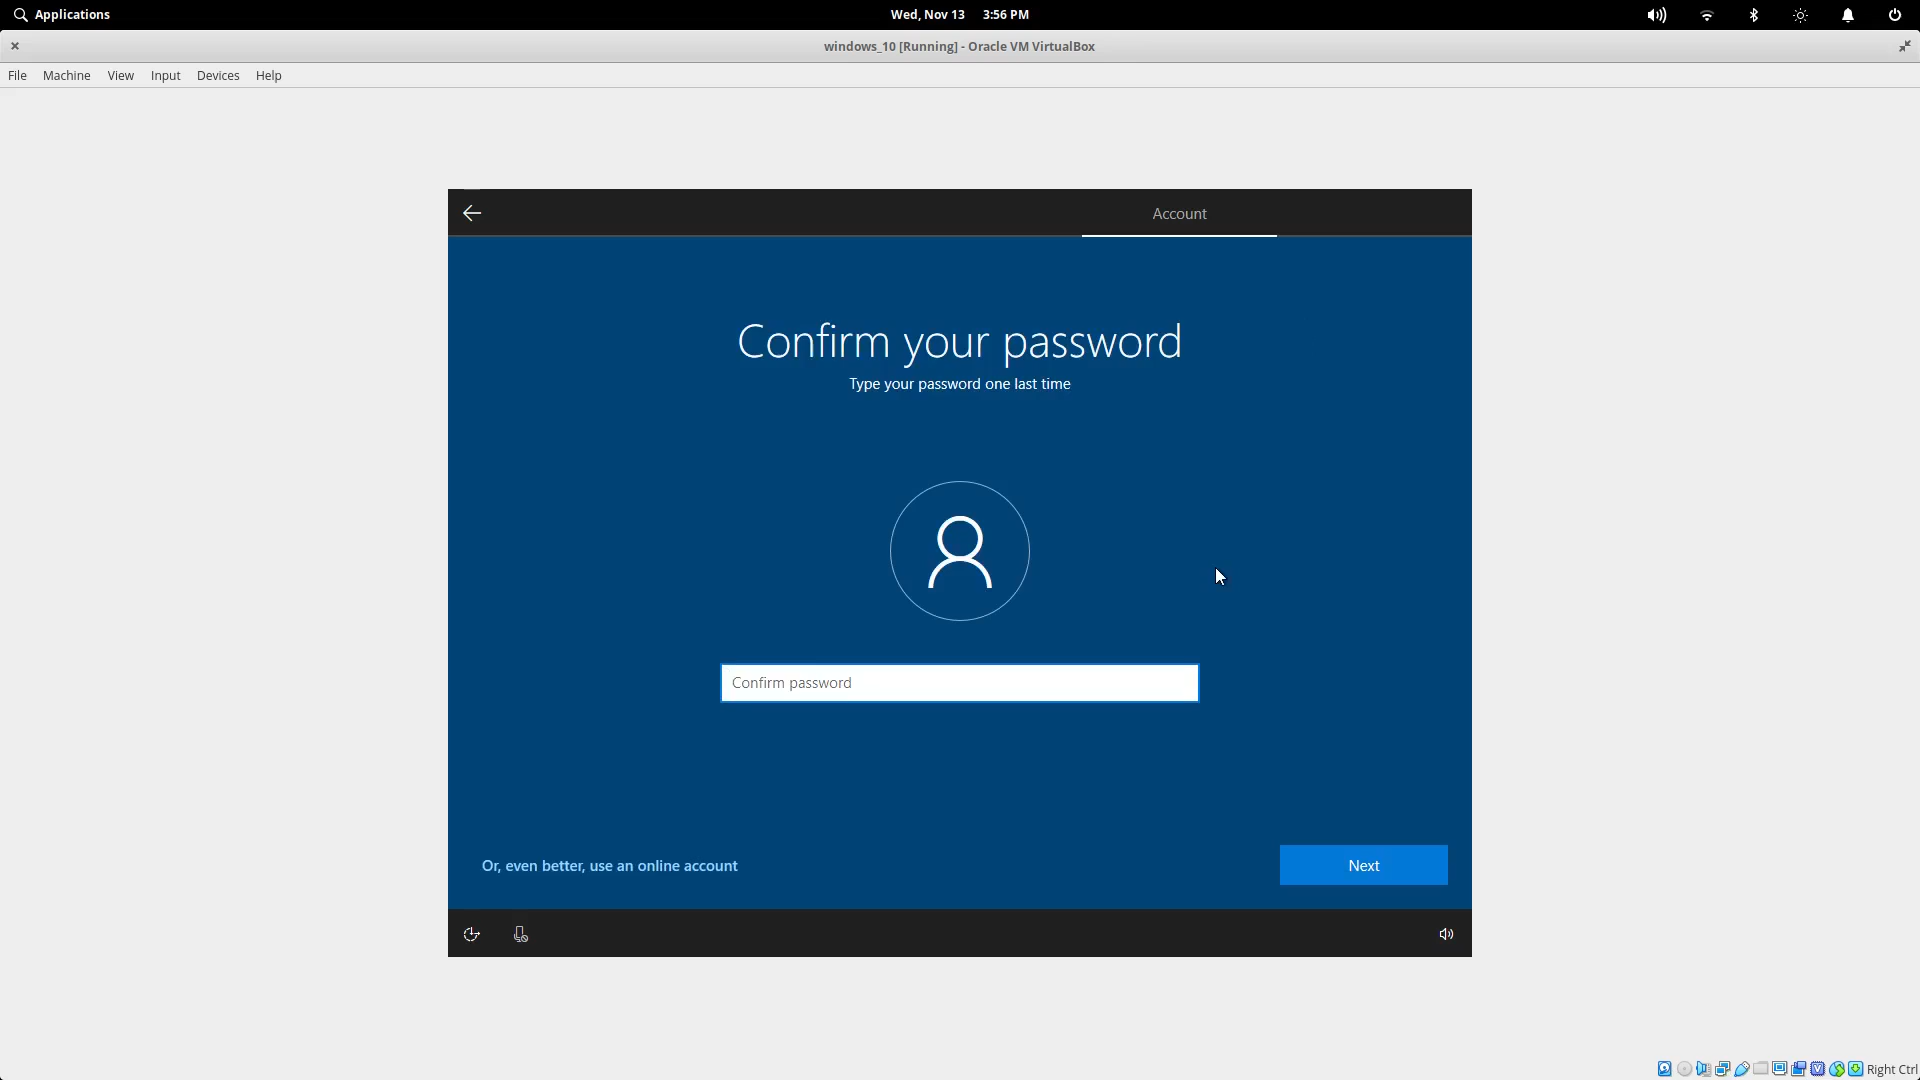 Applications
Wed, Nov 13 3:56 PM
windows_10 [Running] - Oracle VM VirtualBox
File Machine View Input Devices Help
Account
Confirm your password
Type your password one last time
Confirm password
Or, even better, use an online account
Next
Right Ctrl